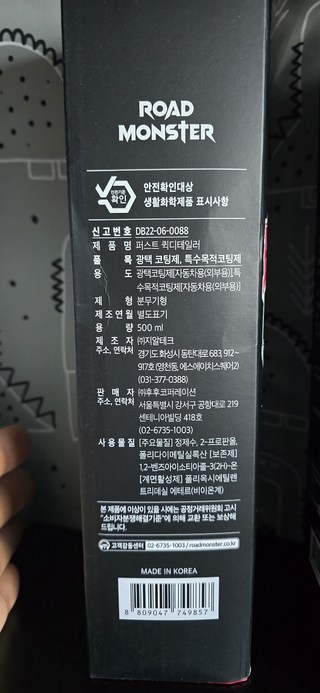 ROAD
MONSTER
안전기준
확인
안전확인대상
생활화학제품 표시사항
신고번호 DB22-06-0088
제품명 퍼스트 퀵디테일러
품목 광택 코팅제, 특수목적코팅제
용도 광택코팅제[자동차용(외부용)],특
수목적코팅제[자동차용(외부용)]
제형 분무기형
제조연월 별도표기
용량 500 ml
제조자 ㈜지알테크
주소, 연락처 경기도 화성시 동탄대로 683, 912~
917호 (영천동, 에스에이치스퀘어2)
(031-377-0388)
판매자 ㈜후후코퍼레이션
주소, 연락처 서울특별시 강서구 공항대로 219
센테니아빌딩 418호
(02-6735-1003)
사용물질 [주요물질] 정제수, 2-프로판올,
폴리다이메틸실록산 [보존제]
1,2-벤즈아이소티아졸-3(2H)-온
[계면활성제] 폴리옥시에틸렌
트리데실 에테르(비이온계)
본 제품에 이상이 있을 시에는 공정거래위원회 고시
"소비자분쟁해결기준"에 의해 교환 또는 보상해
드립니다.
고객감동센터 02-6735-1003 / roadmonster.co.kr
MADE IN KOREA
8 809047 749857